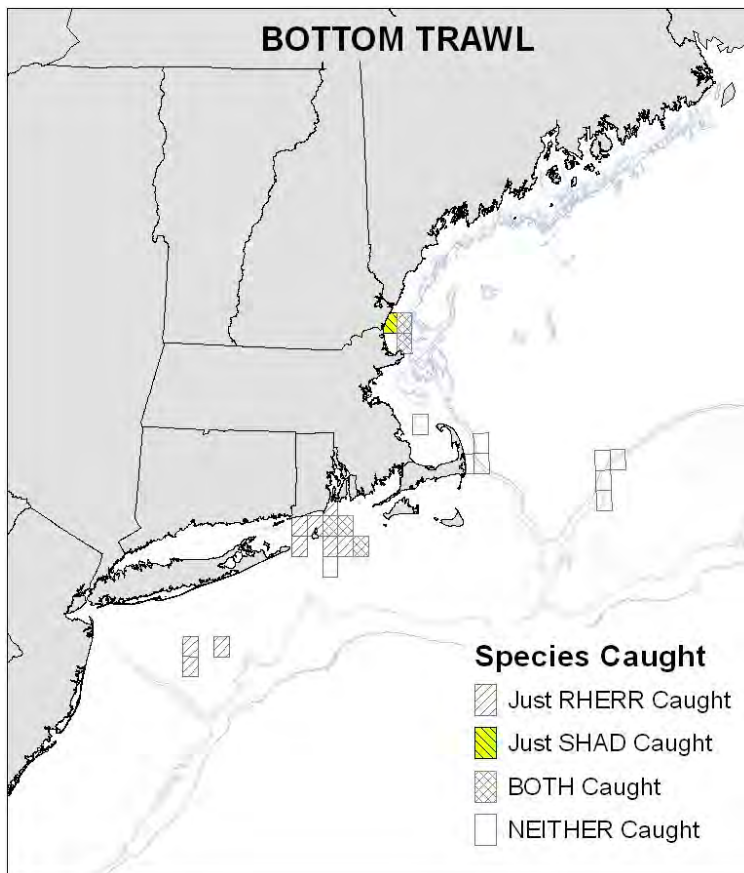 BOTTOM TRAWL
Species Caught
Just RHERR Caught
Just SHAD Caught
BOTH Caught
NEITHER Caught